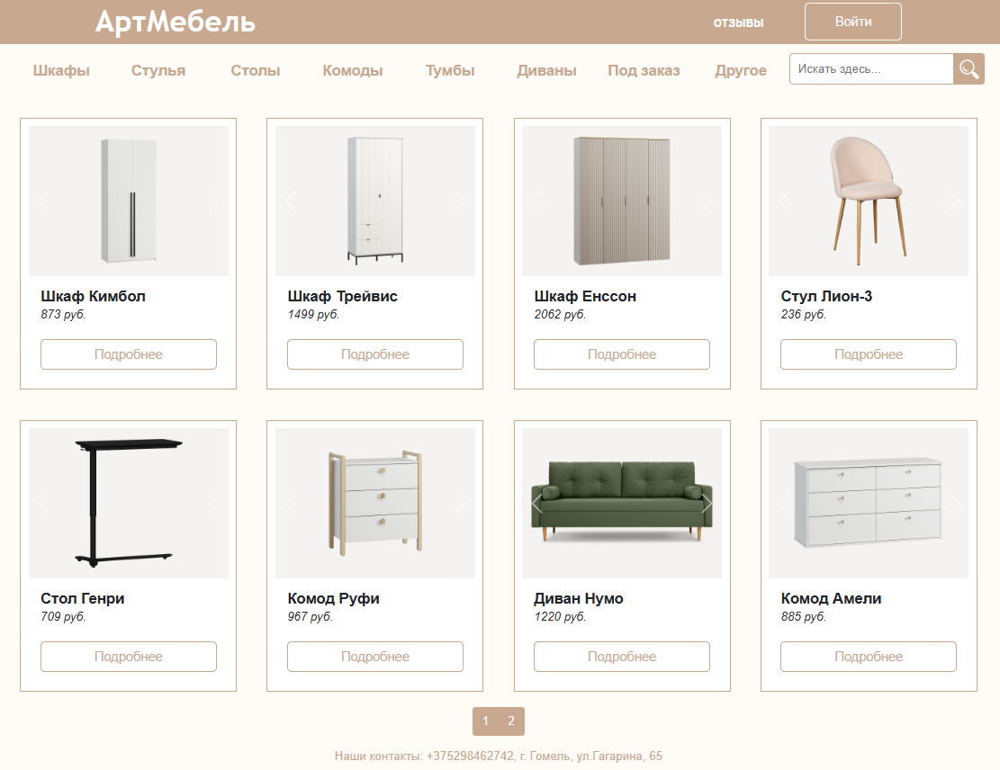 АртМебель
отзывы
Войти
Шкафы Стулья Столы Комоды Тумбы Диваны Под заказ Другое
Искать здесь...
Шкаф Кимбол
873 руб.
Подробнее
Шкаф Трейвис
1499 руб.
Подробнее
Шкаф Енссон
2062 руб.
Подробнее
Стул Лион-3
236 руб.
Подробнее
Стол Генри
709 руб.
Подробнее
Комод Руфи
967 руб.
Подробнее
Диван Нумо
1220 руб.
Подробнее
Комод Амели
885 руб.
Подробнее
1 2
Наши контакты: +375298462742, г. Гомель, ул.Гагарина, 65